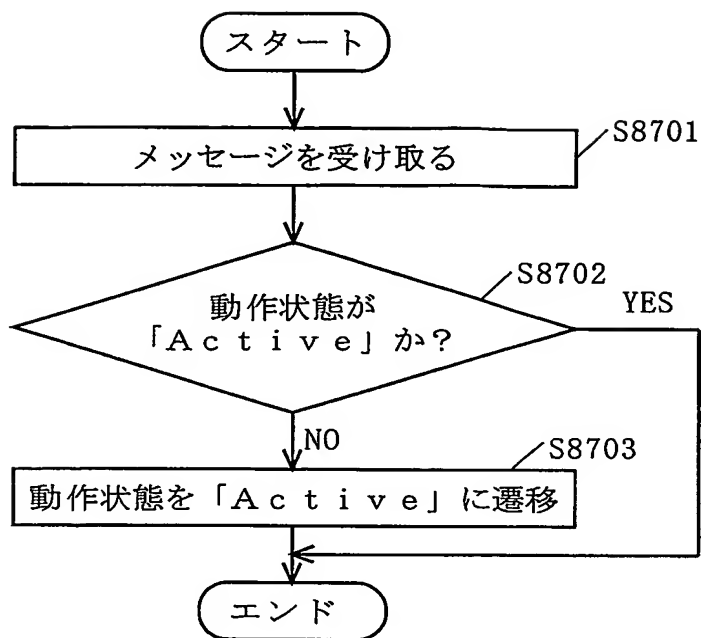 スタート
S8701
メッセージを受け取る
S8702
動作状態が
「Ａｃｔｉｖｅ」か？
YES
NO
S8703
動作状態を「Ａｃｔｉｖｅ」に遷移
エンド